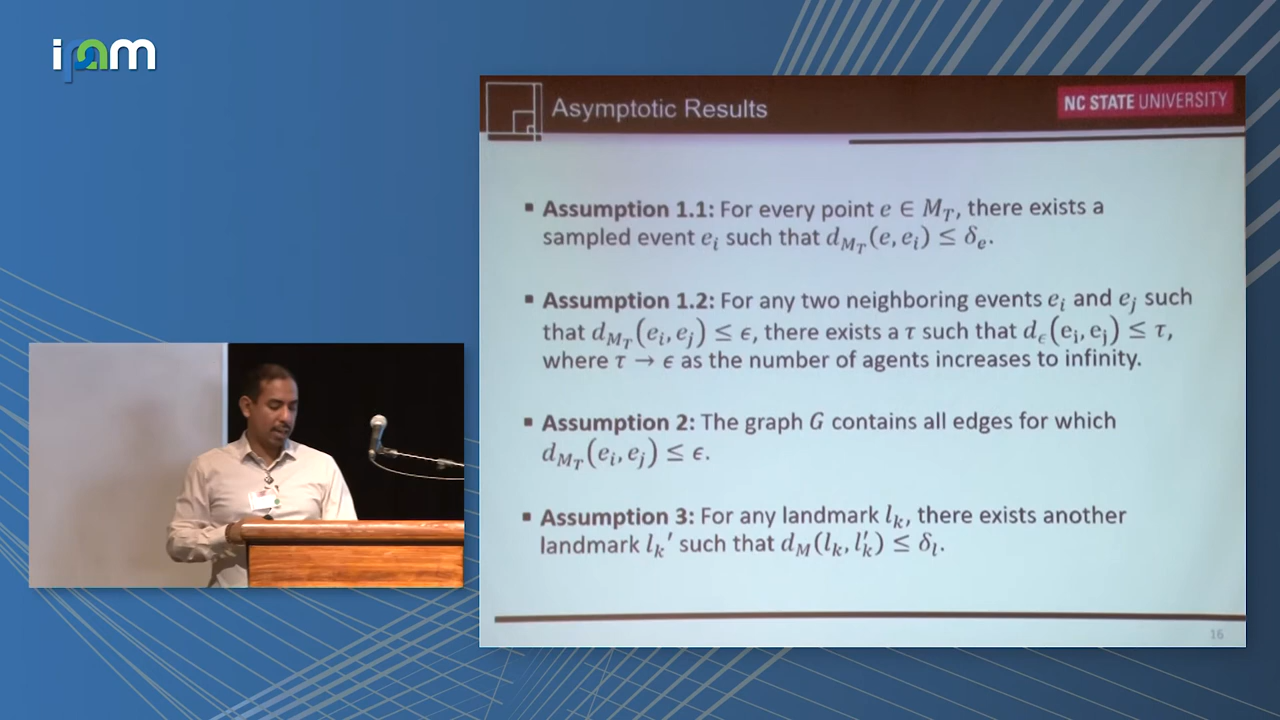 ipam
Asymptotic Results
NC STATE UNIVERSITY
▪ Assumption 1.1: For every point e ∈ M_T, there exists a
sampled event e_i such that d_{M_T}(e, e_i) ≤ δ_e.
▪ Assumption 1.2: For any two neighboring events e_i and e_j such
that d_{M_T}(e_i, e_j) ≤ ϵ, there exists a τ such that d_ϵ(e_i, e_j) ≤ τ,
where τ → ϵ as the number of agents increases to infinity.
▪ Assumption 2: The graph G contains all edges for which
d_{M_T}(e_i, e_j) ≤ ϵ.
▪ Assumption 3: For any landmark l_k, there exists another
landmark l_k′ such that d_M(l_k, l′_k) ≤ δ_l.
16